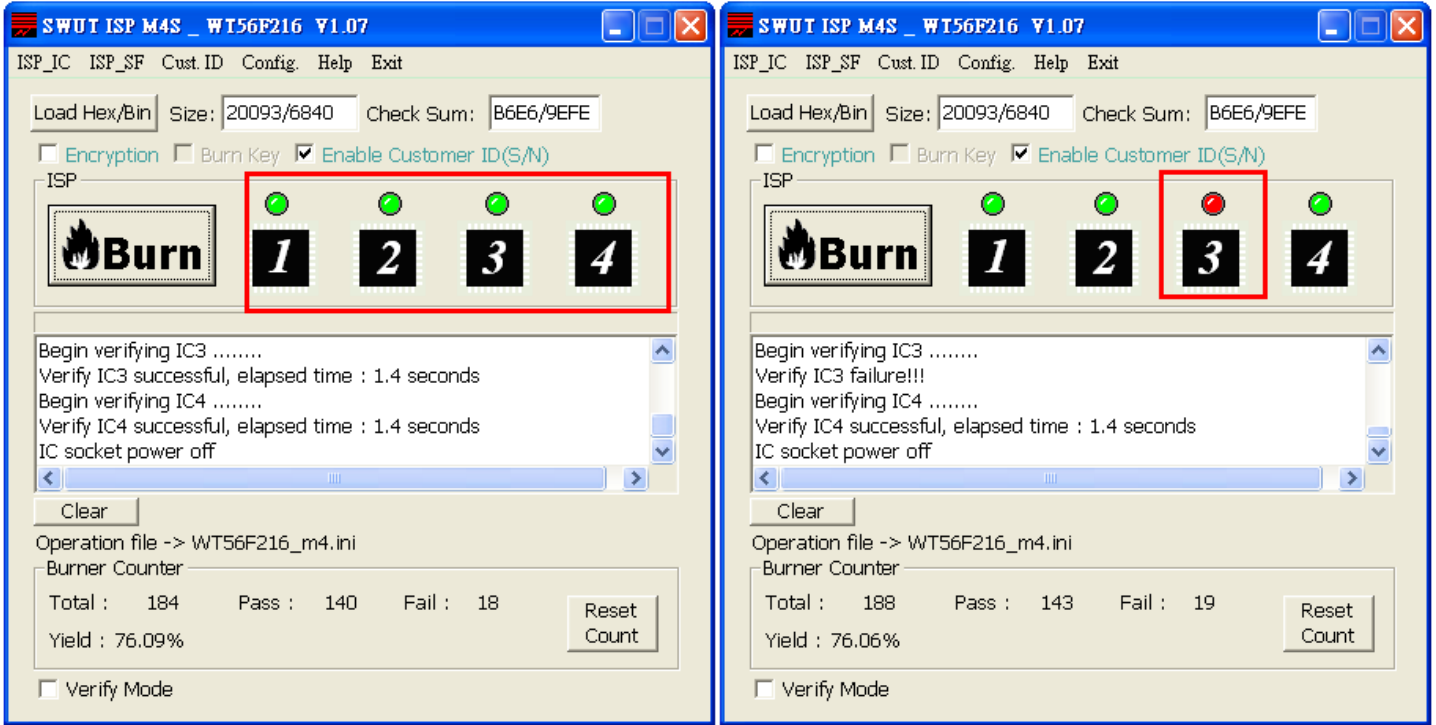 SWUT ISP M4S _ WT56F216 V1.07
ISP_IC ISP_SF Cust. ID Config. Help Exit
Load Hex/Bin Size: 20093/6840 Check Sum: B6E6/9EFE
Encryption Burn Key Enable Customer ID(S/N)
ISP
Burn 1 2 3 4
Begin verifying IC3 ........
Verify IC3 successful, elapsed time : 1.4 seconds
Begin verifying IC4 ........
Verify IC4 successful, elapsed time : 1.4 seconds
IC socket power off
Clear
Operation file -> WT56F216_m4.ini
Burner Counter
Total : 184 Pass : 140 Fail : 18
Yield : 76.09%
Reset
Count
Verify Mode
SWUT ISP M4S _ WT56F216 V1.07
ISP_IC ISP_SF Cust. ID Config. Help Exit
Load Hex/Bin Size: 20093/6840 Check Sum: B6E6/9EFE
Encryption Burn Key Enable Customer ID(S/N)
ISP
Burn 1 2 3 4
Begin verifying IC3 ........
Verify IC3 failure!!!
Begin verifying IC4 ........
Verify IC4 successful, elapsed time : 1.4 seconds
IC socket power off
Clear
Operation file -> WT56F216_m4.ini
Burner Counter
Total : 188 Pass : 143 Fail : 19
Yield : 76.06%
Reset
Count
Verify Mode